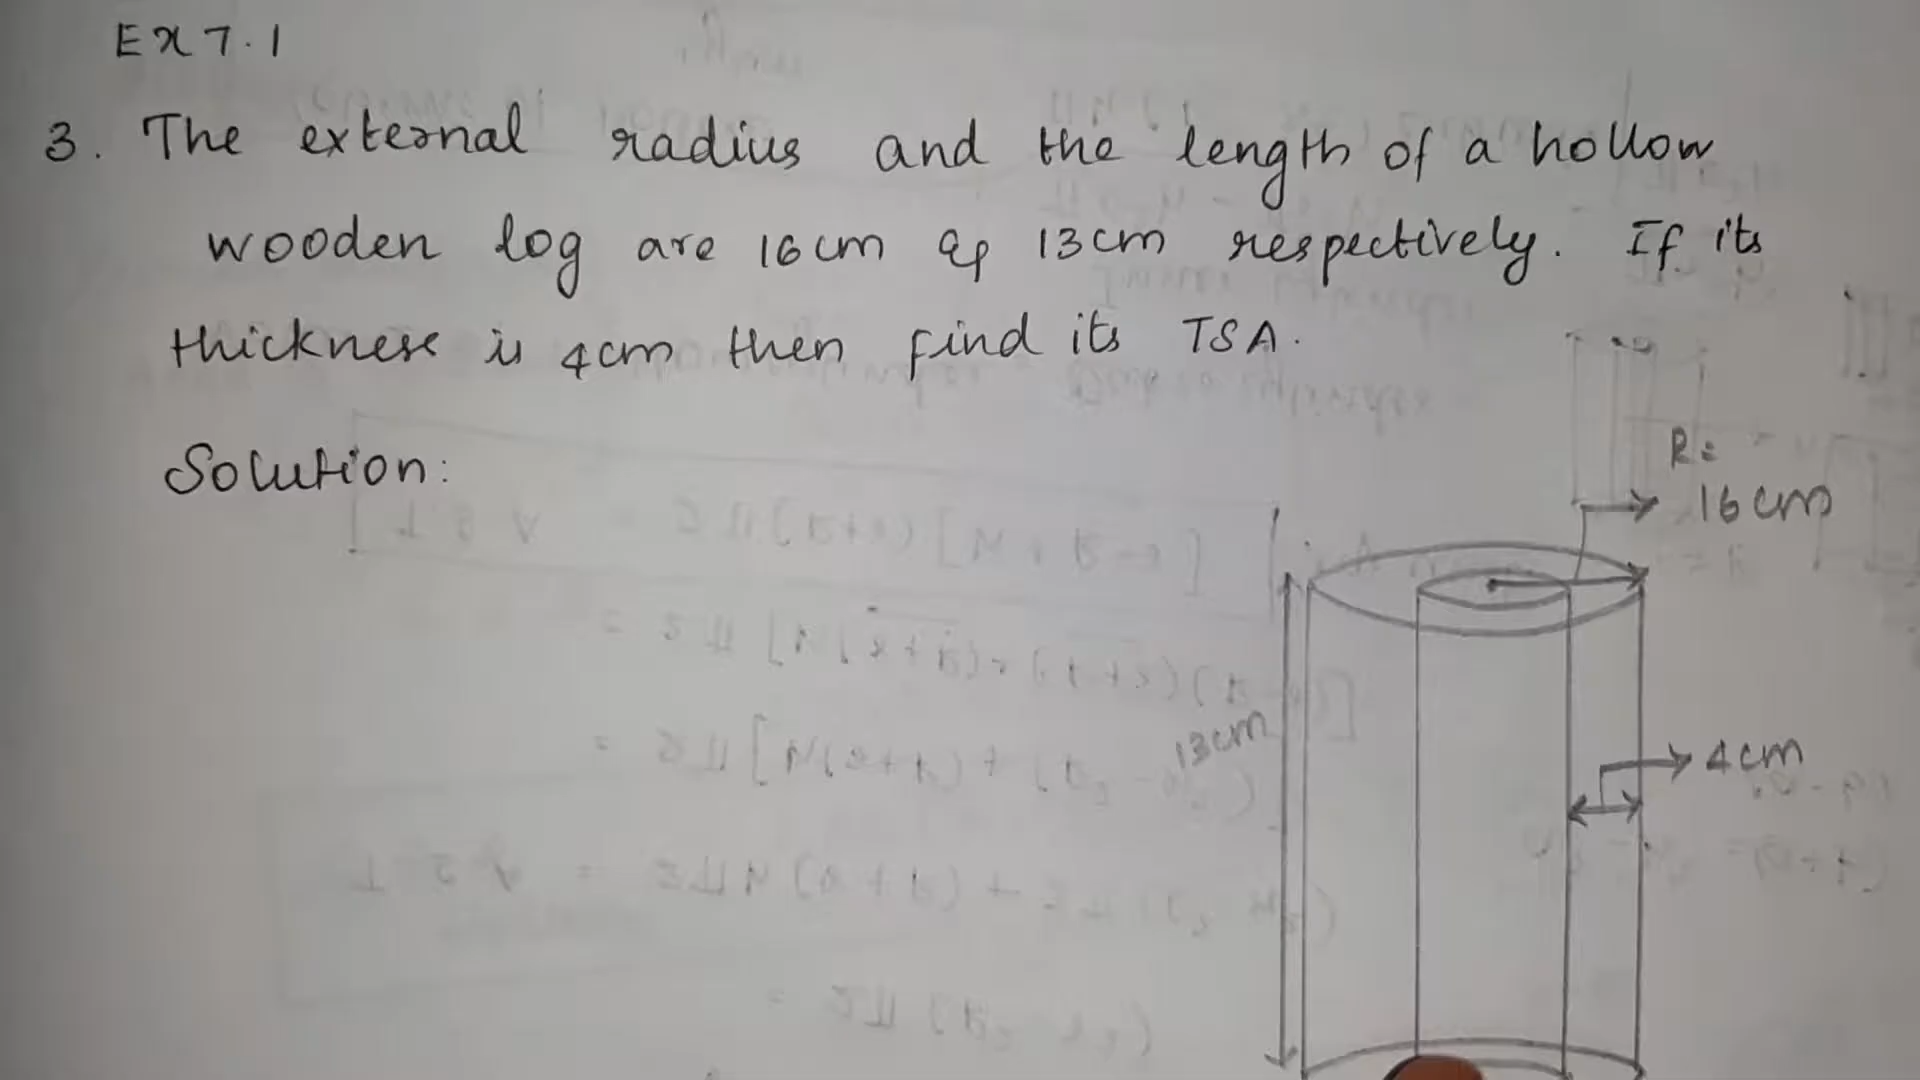 Ex 7.1
3. The external radius and the length of a hollow
wooden log are 16cm & 13cm respectively. If its
thickness is 4cm then find its TSA.
Solution:
R=
16cm
13cm
4cm